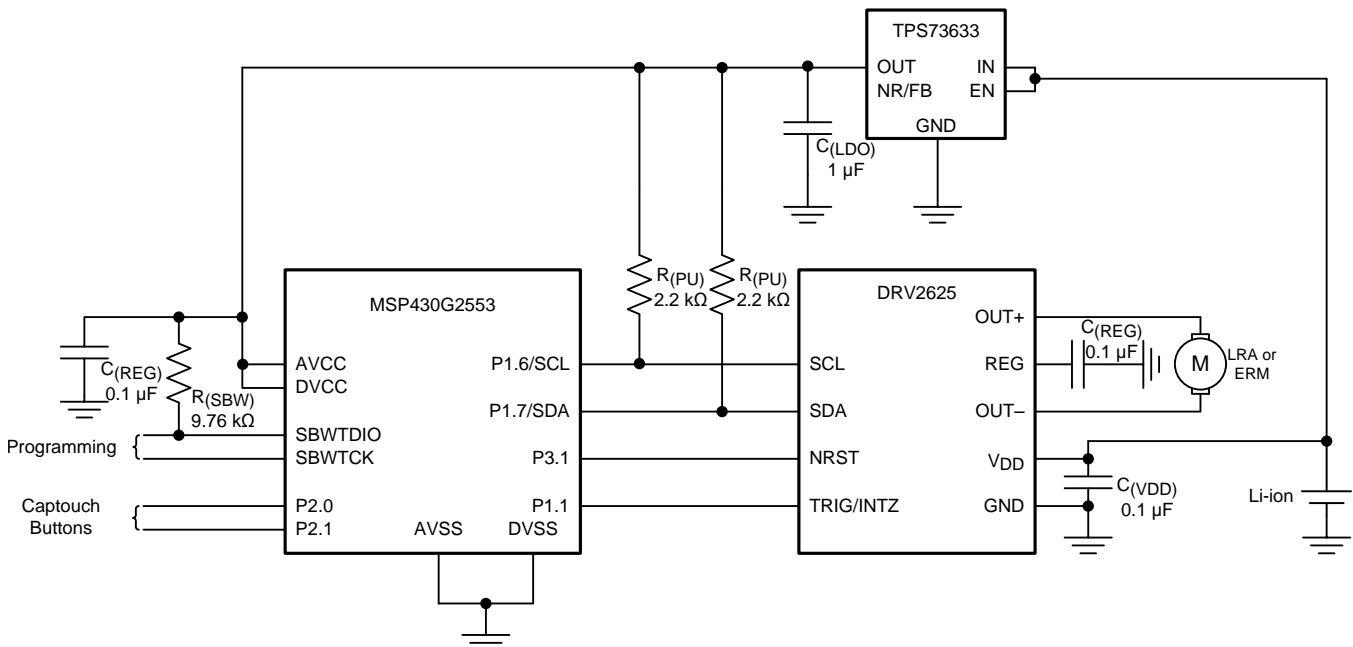 TPS73633
OUT
IN
NR/FB
EN
GND
C(LDO)
1 µF
R(PU)
2.2 kΩ
R(PU)
2.2 kΩ
MSP430G2553
DRV2625
C(REG)
0.1 µF
R(SBW)
9.76 kΩ
AVCC
DVCC
SBWTDIO
SBWTCK
P2.0
P2.1
AVSS
DVSS
P1.6/SCL
P1.7/SDA
P3.1
P1.1
Programming
Captouch
Buttons
SCL
SDA
NRST
TRIG/INTZ
OUT+
REG
OUT–
VDD
GND
C(REG)
0.1 µF
M
LRA or
ERM
C(VDD)
0.1 µF
Li-ion